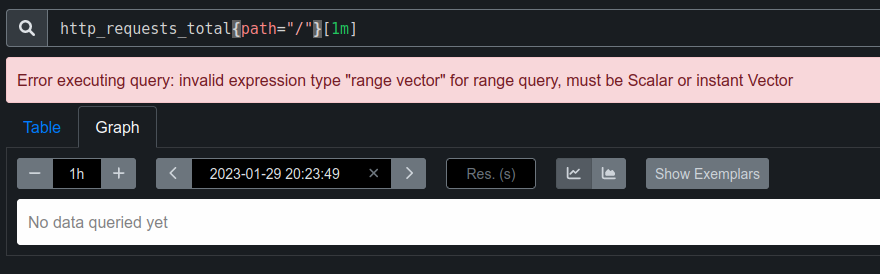 http_requests_total{path="/"}[1m]
Error executing query: invalid expression type "range vector" for range query, must be Scalar or instant Vector
Table Graph
− 1h + < 2023-01-29 20:23:49 × > Res. (s) Show Exemplars
No data queried yet